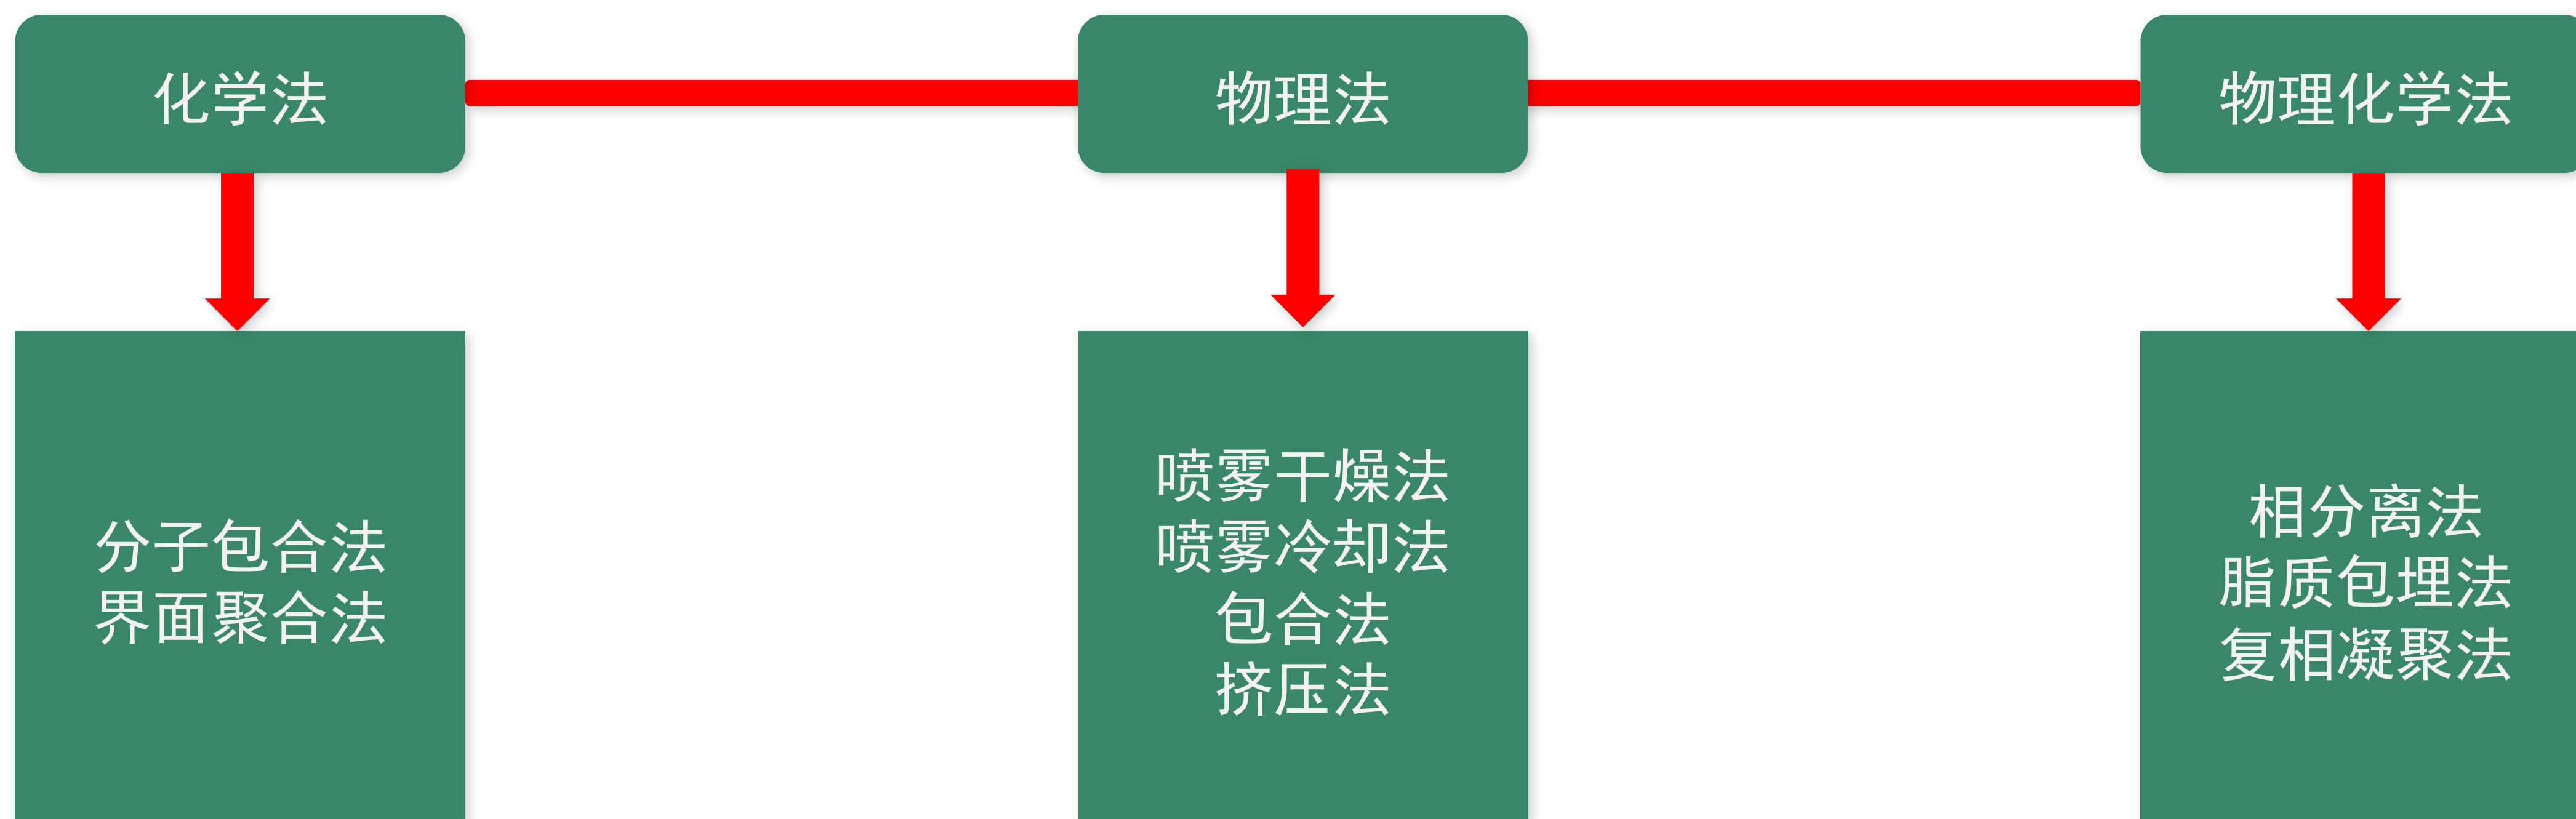 化学法
物理法
物理化学法
分子包合法
界面聚合法
喷雾干燥法
喷雾冷却法
包合法
挤压法
相分离法
脂质包埋法
复相凝聚法